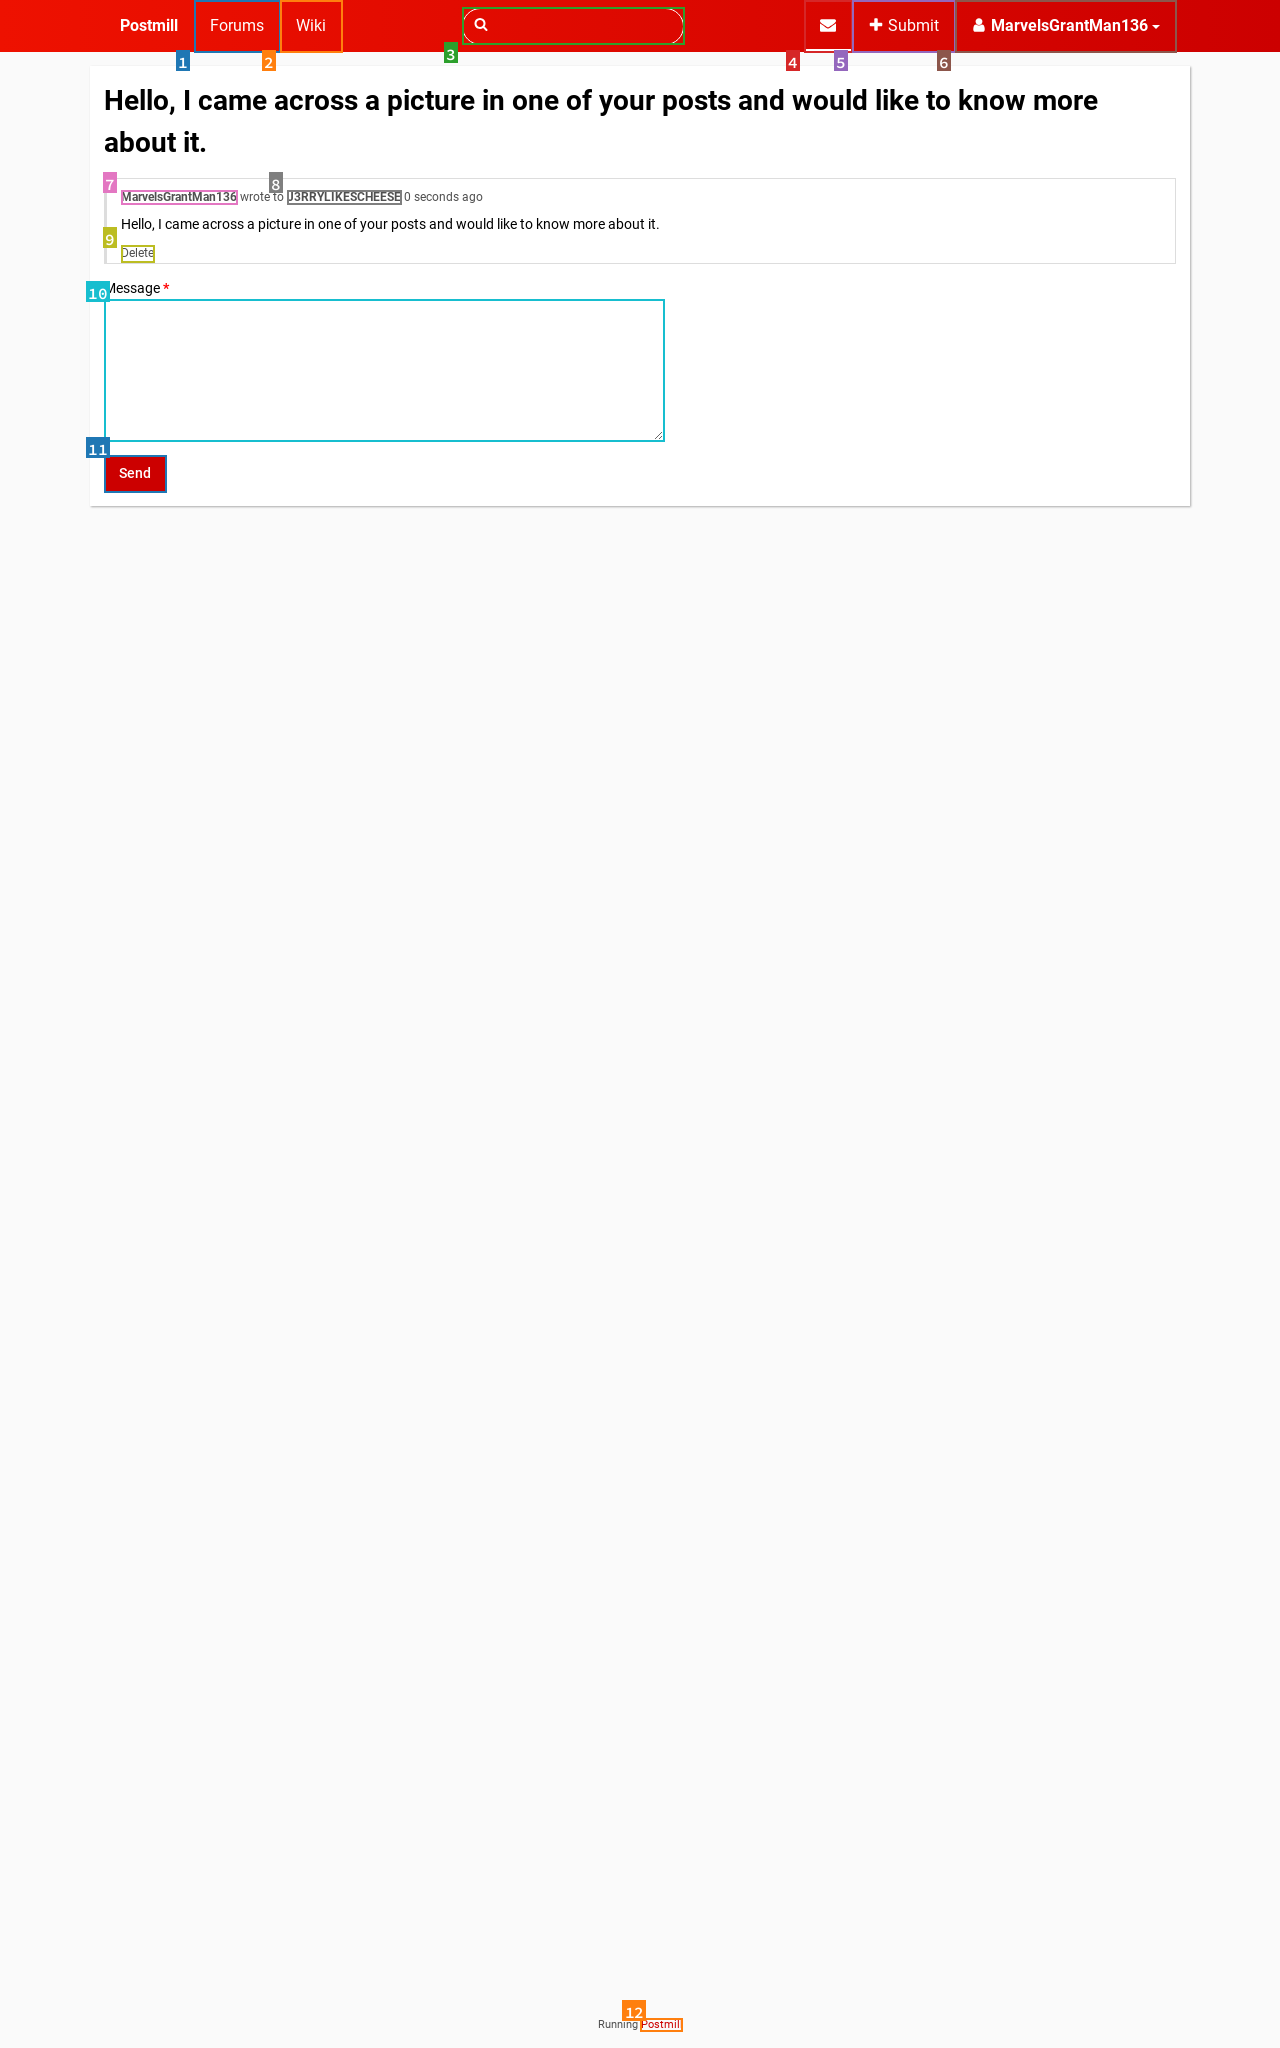 Postmill Forums Wiki Submit MarvelsGrantMan136
1 2 3 4 5 6
Hello, I came across a picture in one of your posts and would like to know more
about it.
7 8
MarvelsGrantMan136 wrote to J3RRYLIKESCHEESE 0 seconds ago
Hello, I came across a picture in one of your posts and would like to know more about it.
9
Delete
10 Message *
11
Send
12
Running Postmill